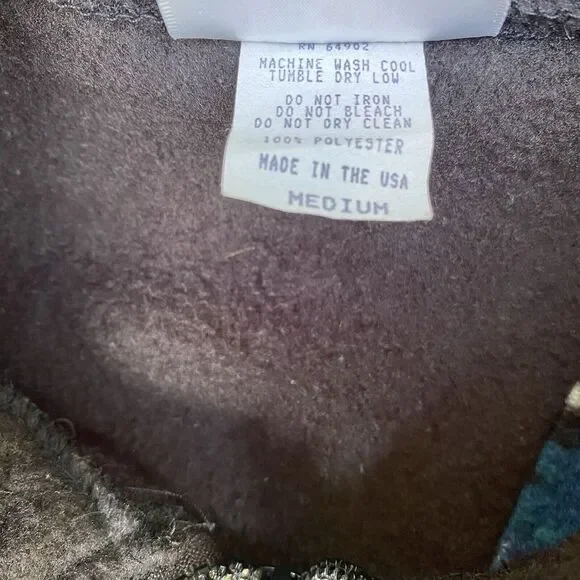 RN 64902
MACHINE WASH COOL
TUMBLE DRY LOW
DO NOT IRON
DO NOT BLEACH
DO NOT DRY CLEAN
100% POLYESTER
MADE IN THE USA
MEDIUM